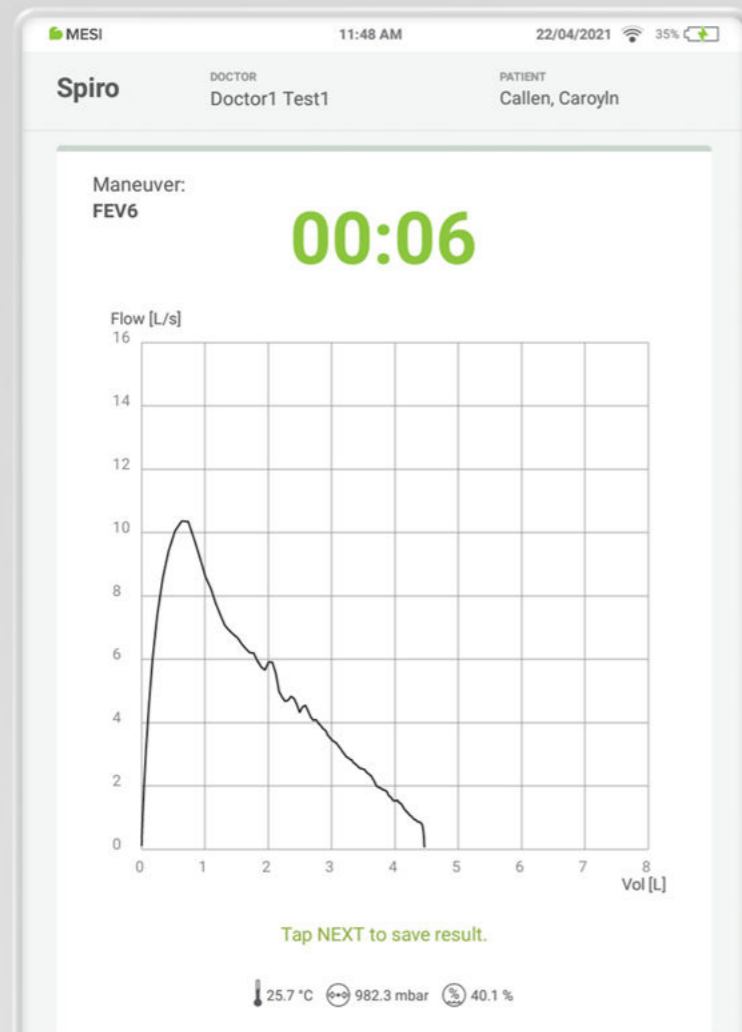 MESI 11:48 AM 22/04/2021 35%
Spiro
DOCTOR
Doctor1 Test1
PATIENT
Callen, Caroyln
Maneuver:
FEV6
00:06
Flow [L/s]
16
14
12
10
8
6
4
2
0
0 1 2 3 4 5 6 7 8
Vol [L]
Tap NEXT to save result.
25.7 °C 982.3 mbar % 40.1 %